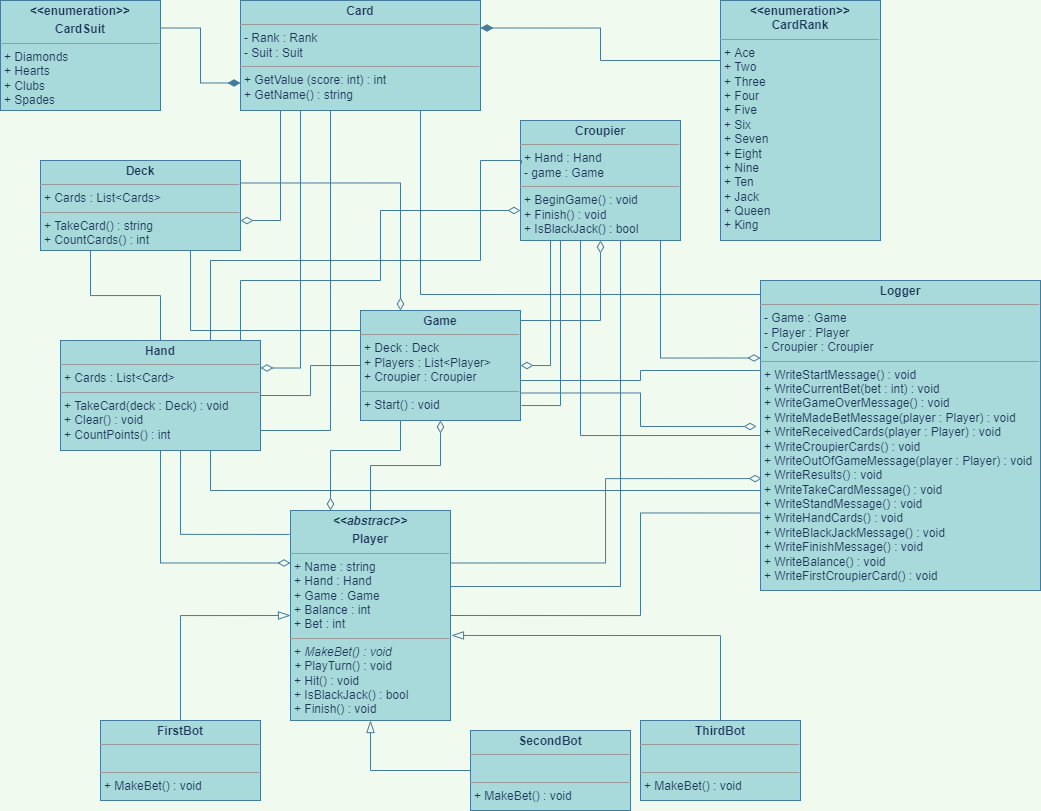 <<enumeration>>
CardSuit
+ Diamonds
+ Hearts
+ Clubs
+ Spades
Card
- Rank : Rank
- Suit : Suit
+ GetValue (score: int) : int
+ GetName() : string
<<enumeration>>
CardRank
+ Ace
+ Two
+ Three
+ Four
+ Five
+ Six
+ Seven
+ Eight
+ Nine
+ Ten
+ Jack
+ Queen
+ King
Croupier
+ Hand : Hand
- game : Game
+ BeginGame() : void
+ Finish() : void
+ IsBlackJack() : bool
Deck
+ Cards : List<Cards>
+ TakeCard() : string
+ CountCards() : int
Logger
- Game : Game
- Player : Player
- Croupier : Croupier
+ WriteStartMessage() : void
+ WriteCurrentBet(bet : int) : void
+ WriteGameOverMessage() : void
+ WriteMadeBetMessage(player : Player) : void
+ WriteReceivedCards(player : Player) : void
+ WriteCroupierCards() : void
+ WriteOutOfGameMessage(player : Player) : void
+ WriteResults() : void
+ WriteTakeCardMessage() : void
+ WriteStandMessage() : void
+ WriteHandCards() : void
+ WriteBlackJackMessage() : void
+ WriteFinishMessage() : void
+ WriteBalance() : void
+ WriteFirstCroupierCard() : void
Game
+ Deck : Deck
+ Players : List<Player>
+ Croupier : Croupier
+ Start() : void
Hand
+ Cards : List<Card>
+ TakeCard(deck : Deck) : void
+ Clear() : void
+ CountPoints() : int
<<abstract>>
Player
+ Name : string
+ Hand : Hand
+ Game : Game
+ Balance : int
+ Bet : int
+ MakeBet() : void
+ PlayTurn() : void
+ Hit() : void
+ IsBlackJack() : bool
+ Finish() : void
FirstBot
+ MakeBet() : void
SecondBot
+ MakeBet() : void
ThirdBot
+ MakeBet() : void